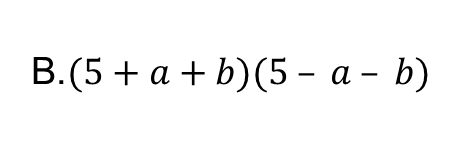 B.(5 + a + b)(5 – a – b)